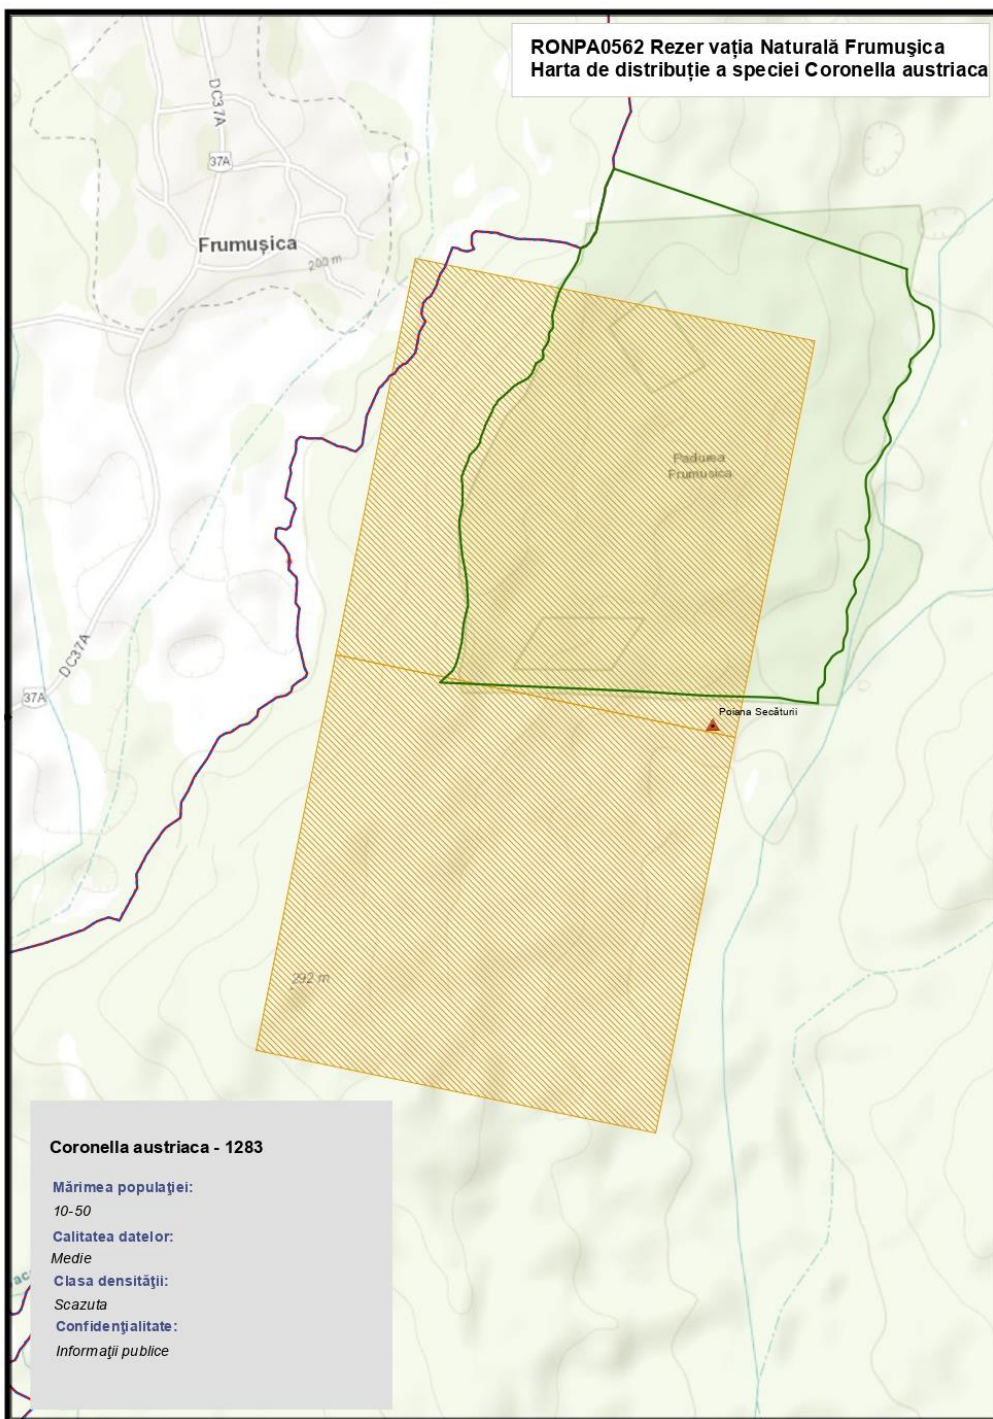 RONPA0562 Rezer vația Naturală Frumușica
Harta de distribuție a speciei Coronella austriaca
DC37A
37A
Frumușica
200 m
Padurea
Frumusica
DC37A
37A
Poiana Secăturii
292 m
Coronella austriaca - 1283
Mărimea populației:
10-50
Calitatea datelor:
Medie
Clasa densității:
Scazuta
Confidențialitate:
Informații publice